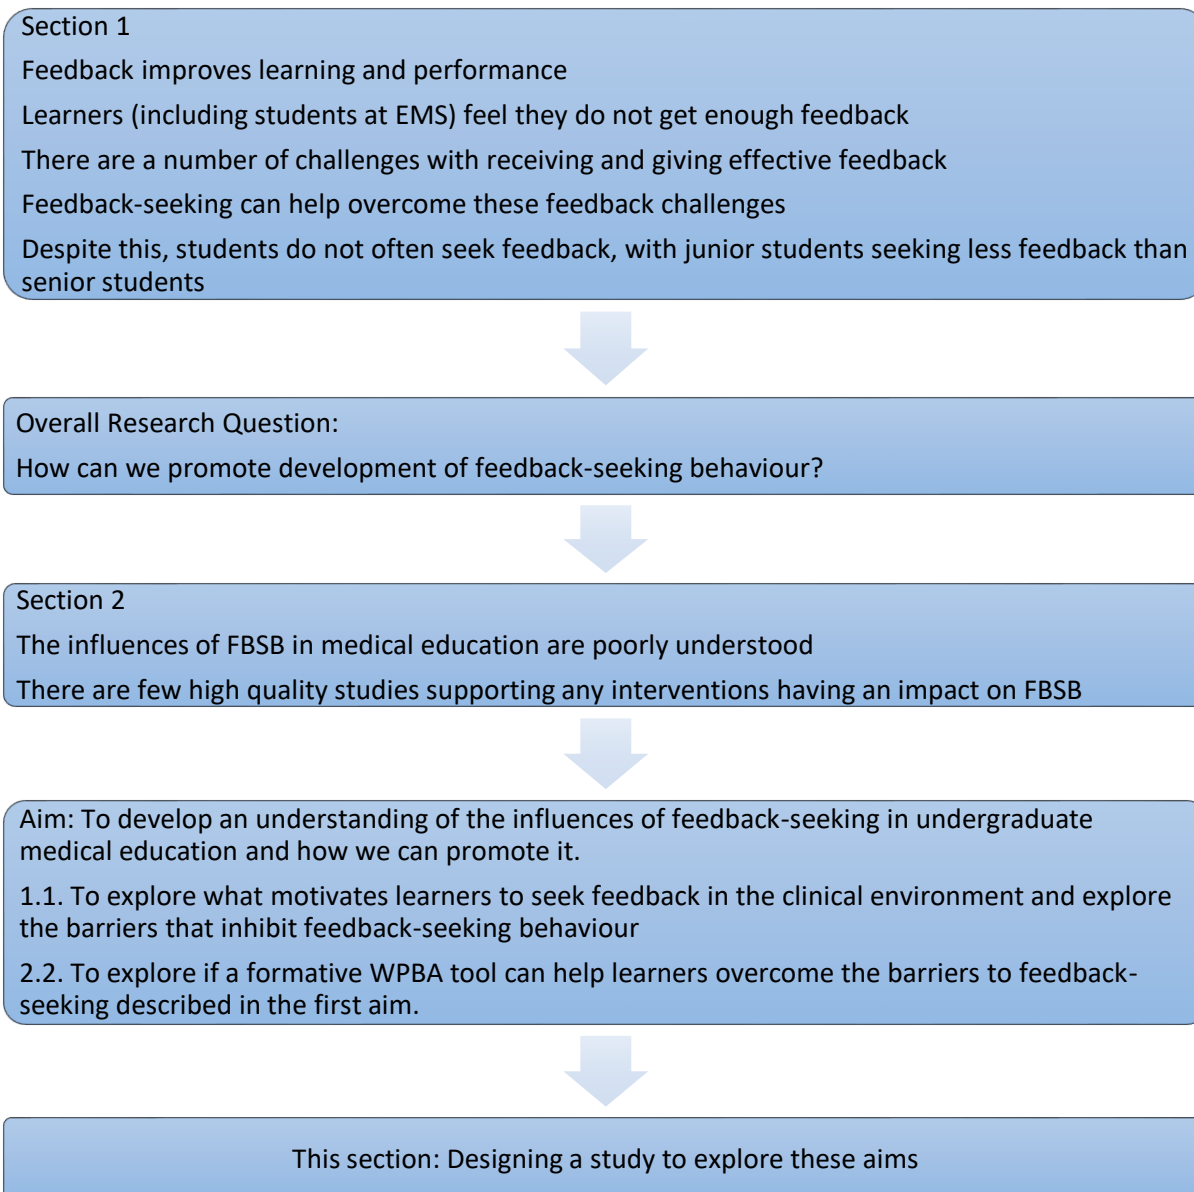 Section 1
Feedback improves learning and performance
Learners (including students at EMS) feel they do not get enough feedback
There are a number of challenges with receiving and giving effective feedback
Feedback-seeking can help overcome these feedback challenges
Despite this, students do not often seek feedback, with junior students seeking less feedback than
senior students
Overall Research Question:
How can we promote development of feedback-seeking behaviour?
Section 2
The influences of FBSB in medical education are poorly understood
There are few high quality studies supporting any interventions having an impact on FBSB
Aim: To develop an understanding of the influences of feedback-seeking in undergraduate
medical education and how we can promote it.
1.1. To explore what motivates learners to seek feedback in the clinical environment and explore
the barriers that inhibit feedback-seeking behaviour
2.2. To explore if a formative WPBA tool can help learners overcome the barriers to feedback-
seeking described in the first aim.
This section: Designing a study to explore these aims